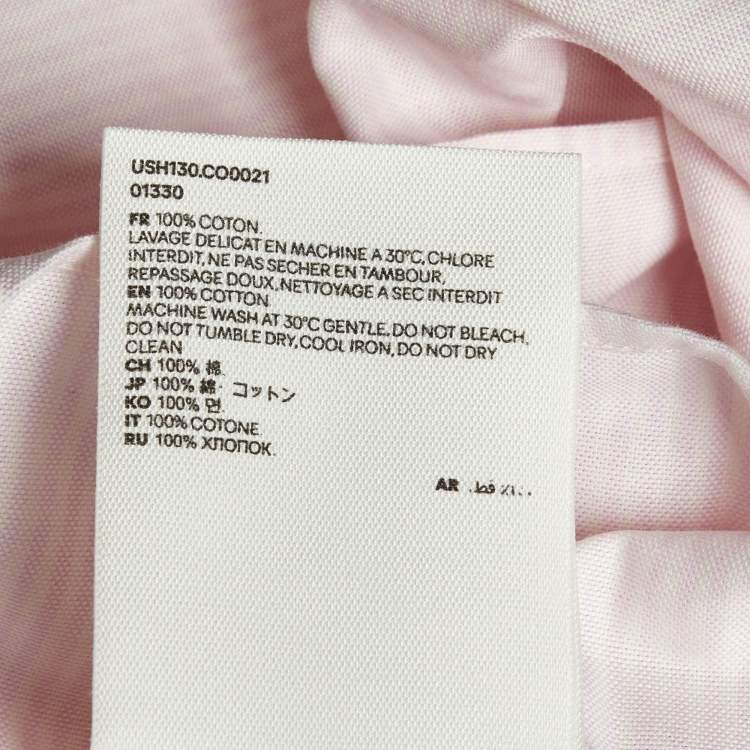 USH130.CO0021
01330
FR 100% COTON.
LAVAGE DELICAT EN MACHINE A 30°C, CHLORE
INTERDIT, NE PAS SECHER EN TAMBOUR,
REPASSAGE DOUX, NETTOYAGE A SEC INTERDIT
EN 100% COTTON
MACHINE WASH AT 30°C GENTLE, DO NOT BLEACH,
DO NOT TUMBLE DRY, COOL IRON, DO NOT DRY
CLEAN
CH 100% 棉.
JP 100% 綿· コットン
KO 100% 면.
IT 100% COTONE.
RU 100% ХЛОПОК.
AR .قطن ٪١٠٠